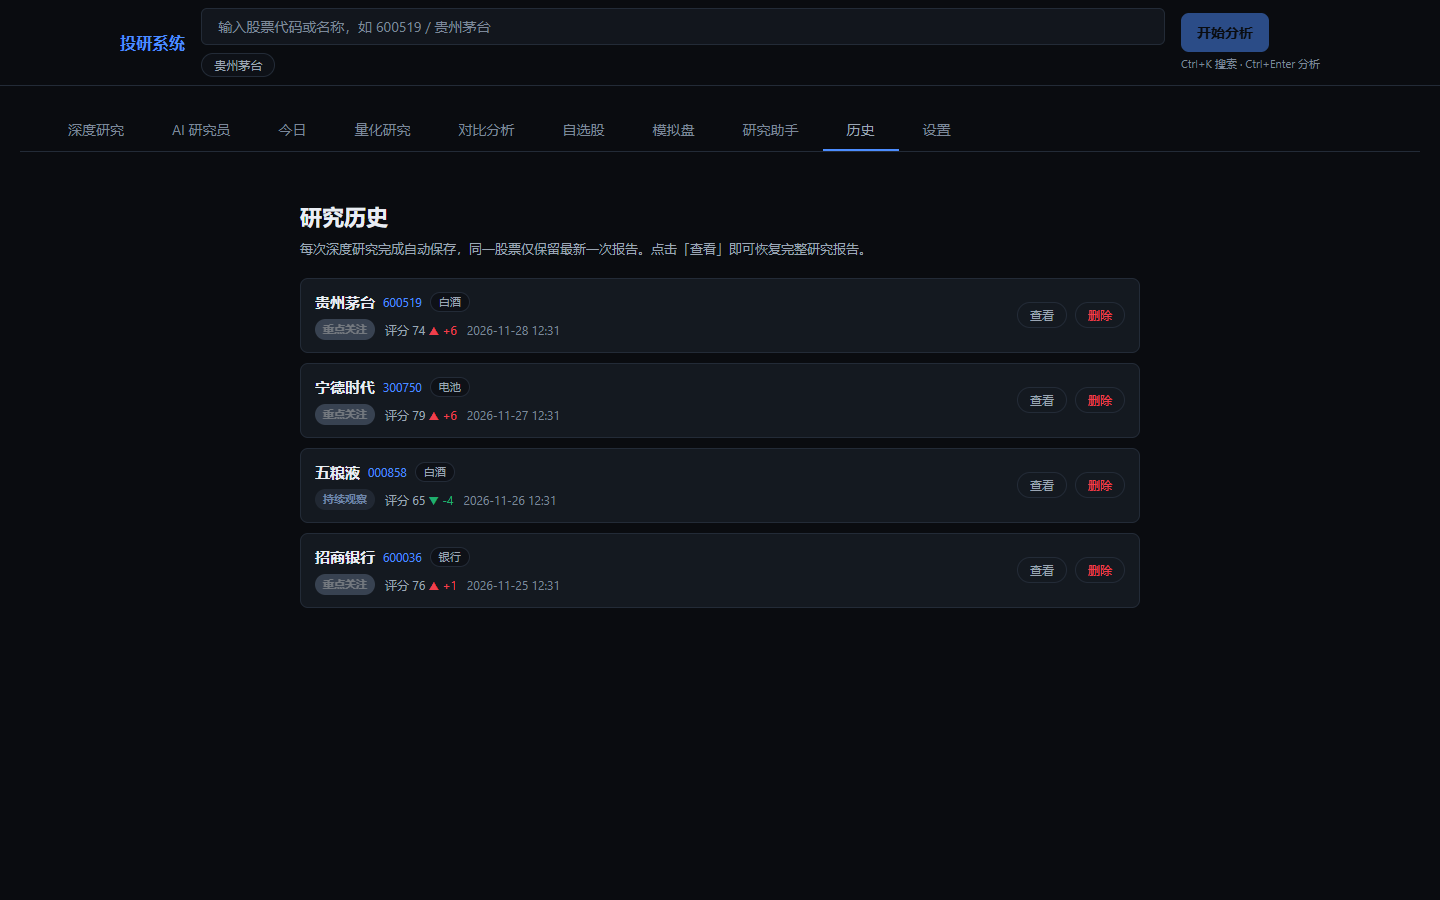 投研系统
输入股票代码或名称，如 600519 / 贵州茅台
开始分析
贵州茅台
Ctrl+K 搜索 · Ctrl+Enter 分析
深度研究 AI 研究员 今日 量化研究 对比分析 自选股 模拟盘 研究助手 历史 设置
研究历史
每次深度研究完成自动保存，同一股票仅保留最新一次报告。点击「查看」即可恢复完整研究报告。
贵州茅台 600519 白酒
重点关注 评分 74 ▲ +6 2026-11-28 12:31
查看 删除
宁德时代 300750 电池
重点关注 评分 79 ▲ +6 2026-11-27 12:31
查看 删除
五粮液 000858 白酒
持续观察 评分 65 ▼ -4 2026-11-26 12:31
查看 删除
招商银行 600036 银行
重点关注 评分 76 ▲ +1 2026-11-25 12:31
查看 删除